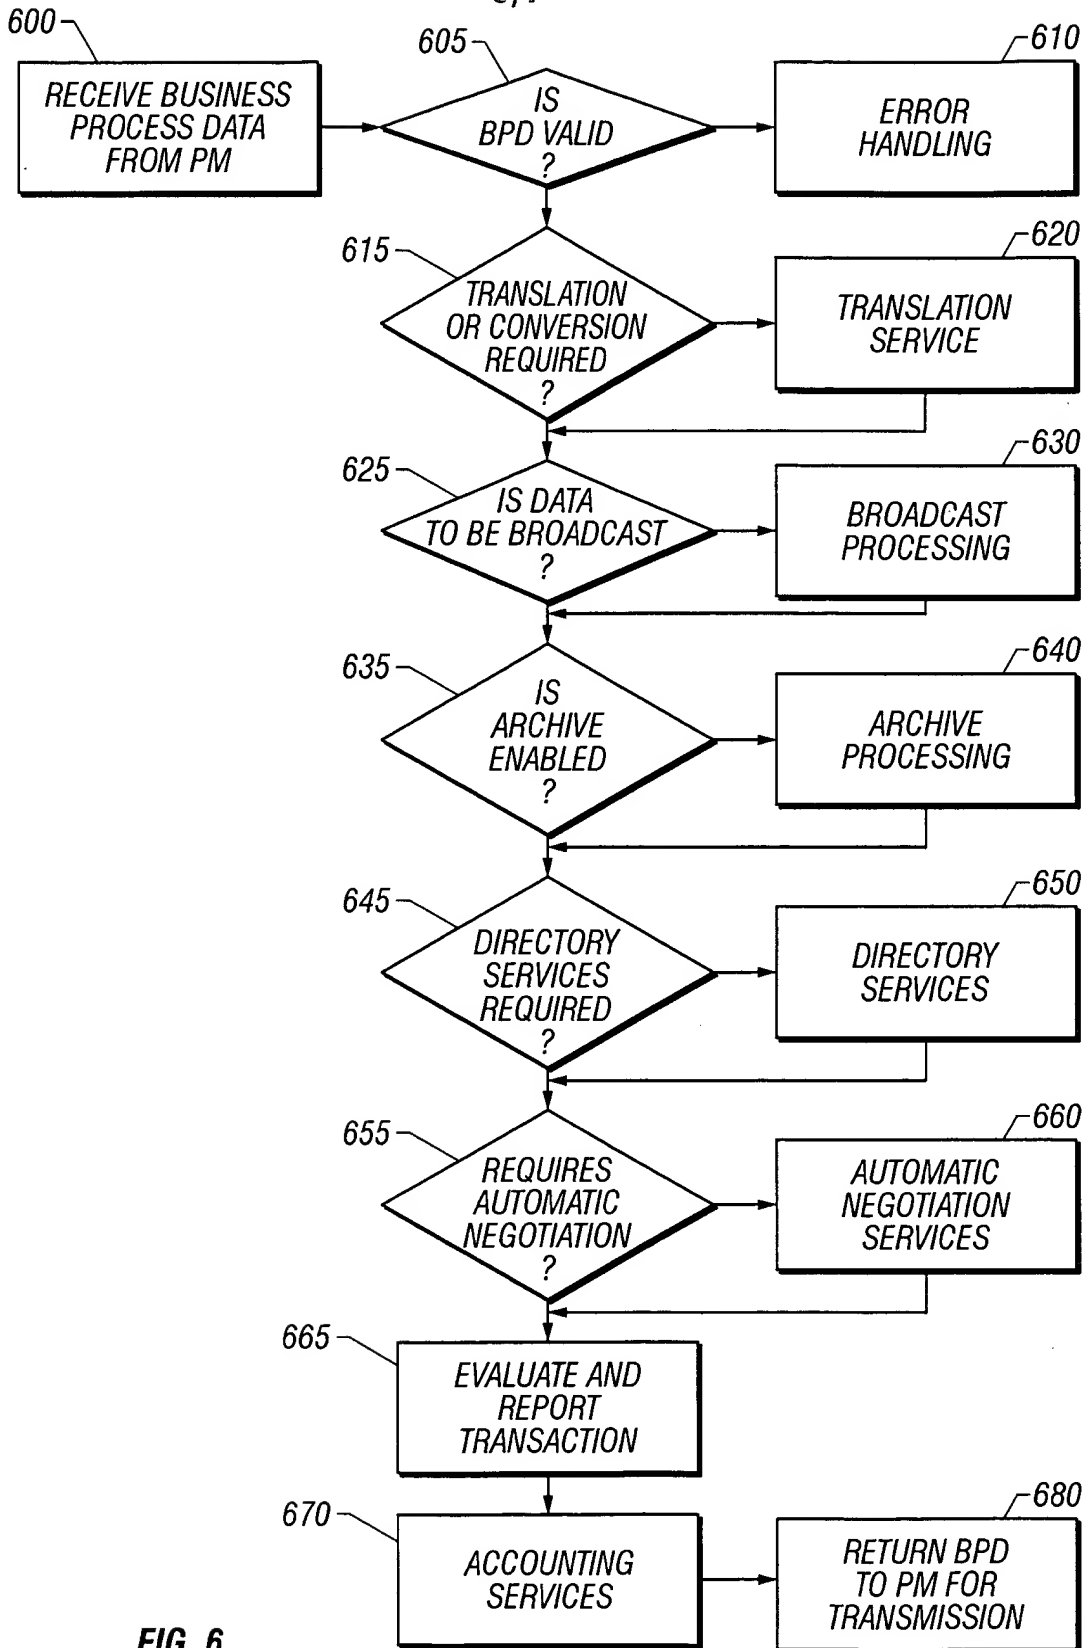 600
RECEIVE BUSINESS
PROCESS DATA
FROM PM
605
IS
BPD VALID
?
610
ERROR
HANDLING
615
TRANSLATION
OR CONVERSION
REQUIRED
?
620
TRANSLATION
SERVICE
625
IS DATA
TO BE BROADCAST
?
630
BROADCAST
PROCESSING
635
IS
ARCHIVE
ENABLED
?
640
ARCHIVE
PROCESSING
645
DIRECTORY
SERVICES
REQUIRED
?
650
DIRECTORY
SERVICES
655
REQUIRES
AUTOMATIC
NEGOTIATION
?
660
AUTOMATIC
NEGOTIATION
SERVICES
665
EVALUATE AND
REPORT
TRANSACTION
670
ACCOUNTING
SERVICES
680
RETURN BPD
TO PM FOR
TRANSMISSION
FIG. 6